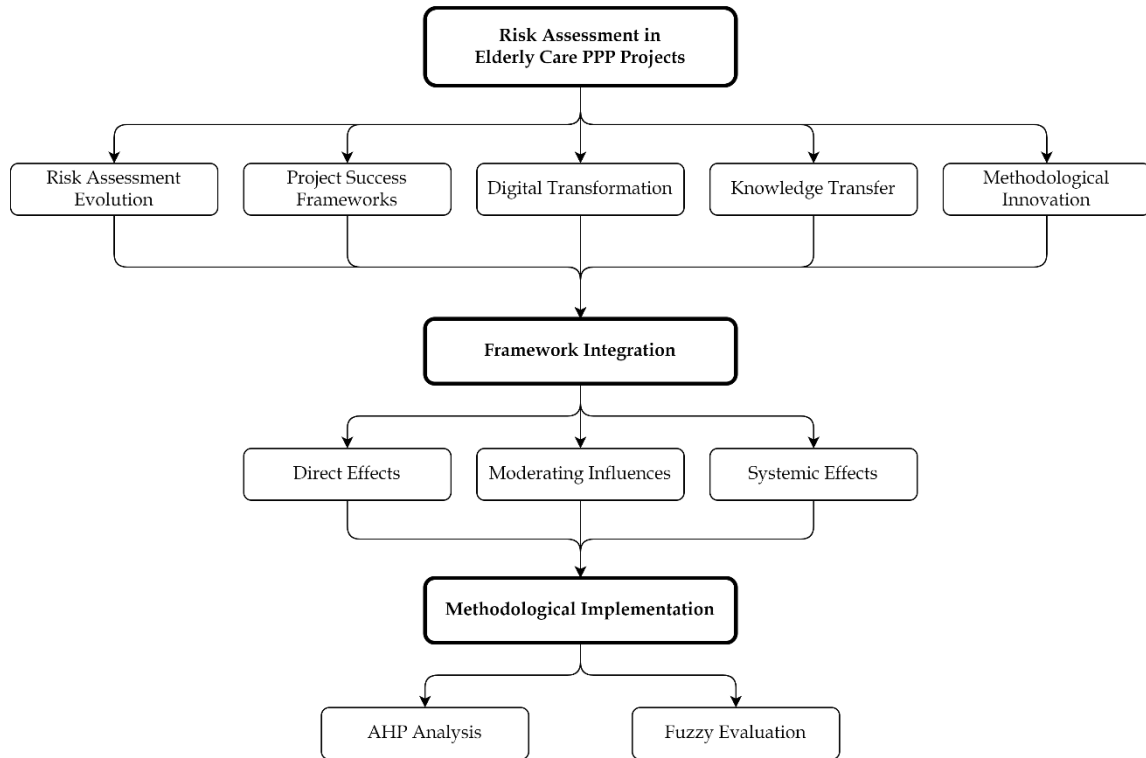 Risk Assessment in
Elderly Care PPP Projects
Risk Assessment
Evolution
Project Success
Frameworks
Digital Transformation
Knowledge Transfer
Methodological
Innovation
Framework Integration
Direct Effects
Moderating Influences
Systemic Effects
Methodological Implementation
AHP Analysis
Fuzzy Evaluation